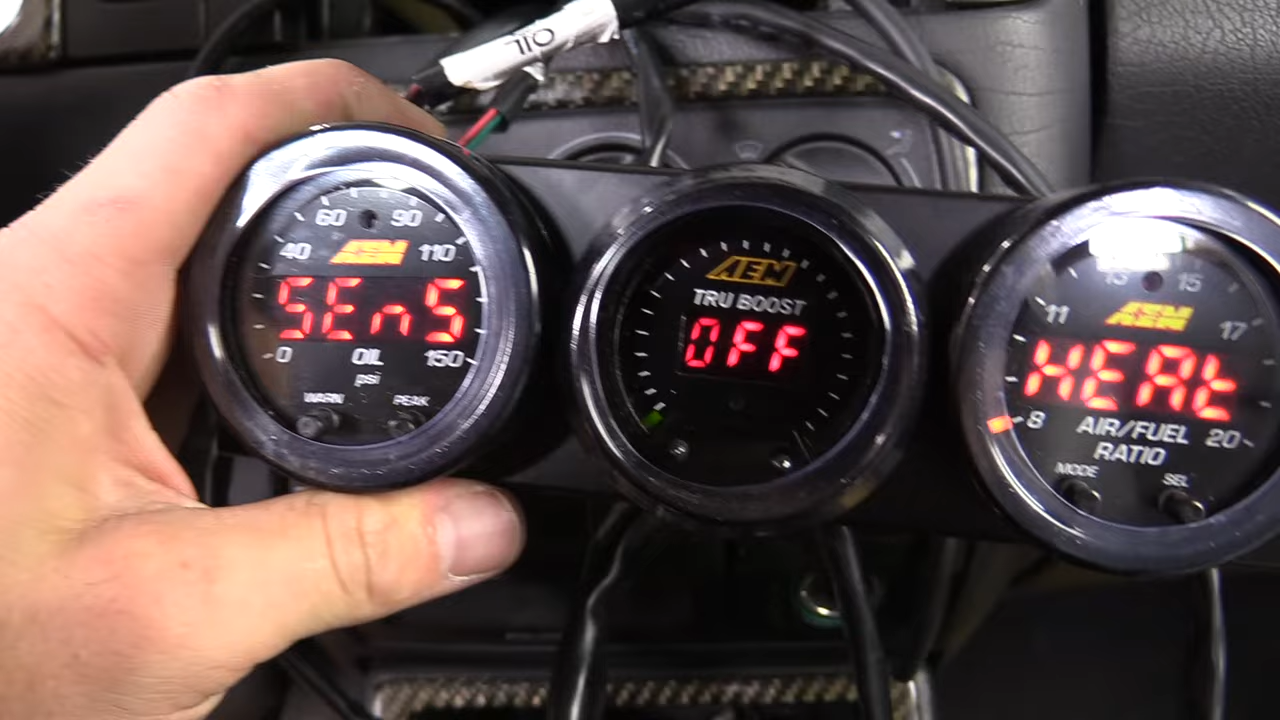 OIL
60 90
40 AEM 110
SEnS
0 OIL 150
psi
WARN PEAK
AEM
TRU BOOST
OFF
13 15
11 AEM 17
HEAt
8 AIR/FUEL 20
RATIO
MODE SEL